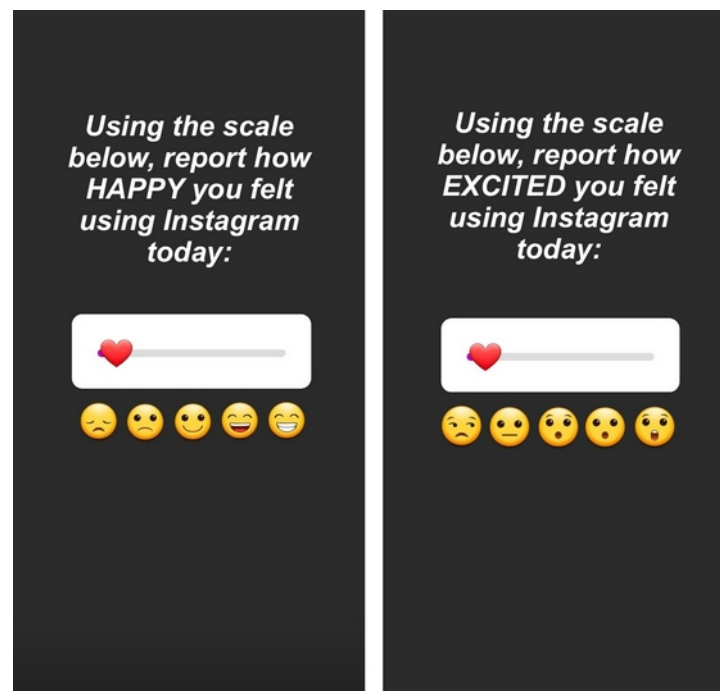 Using the scale
below, report how
HAPPY you felt
using Instagram
today:
Using the scale
below, report how
EXCITED you felt
using Instagram
today: